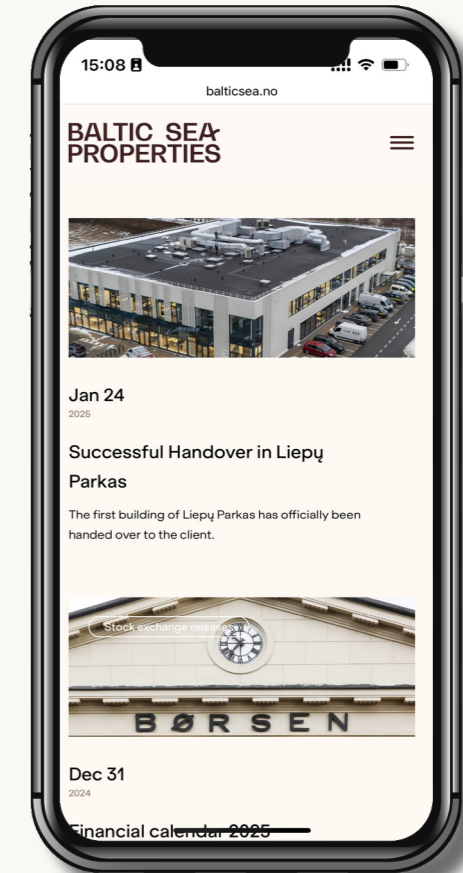 15:08
balticsea.no
BALTIC SEA
PROPERTIES
Jan 24
2025
Successful Handover in Liepų
Parkas
The first building of Liepų Parkas has officially been
handed over to the client.
Stock exchange releases
BØRSEN
Dec 31
2024
Financial calendar 2025